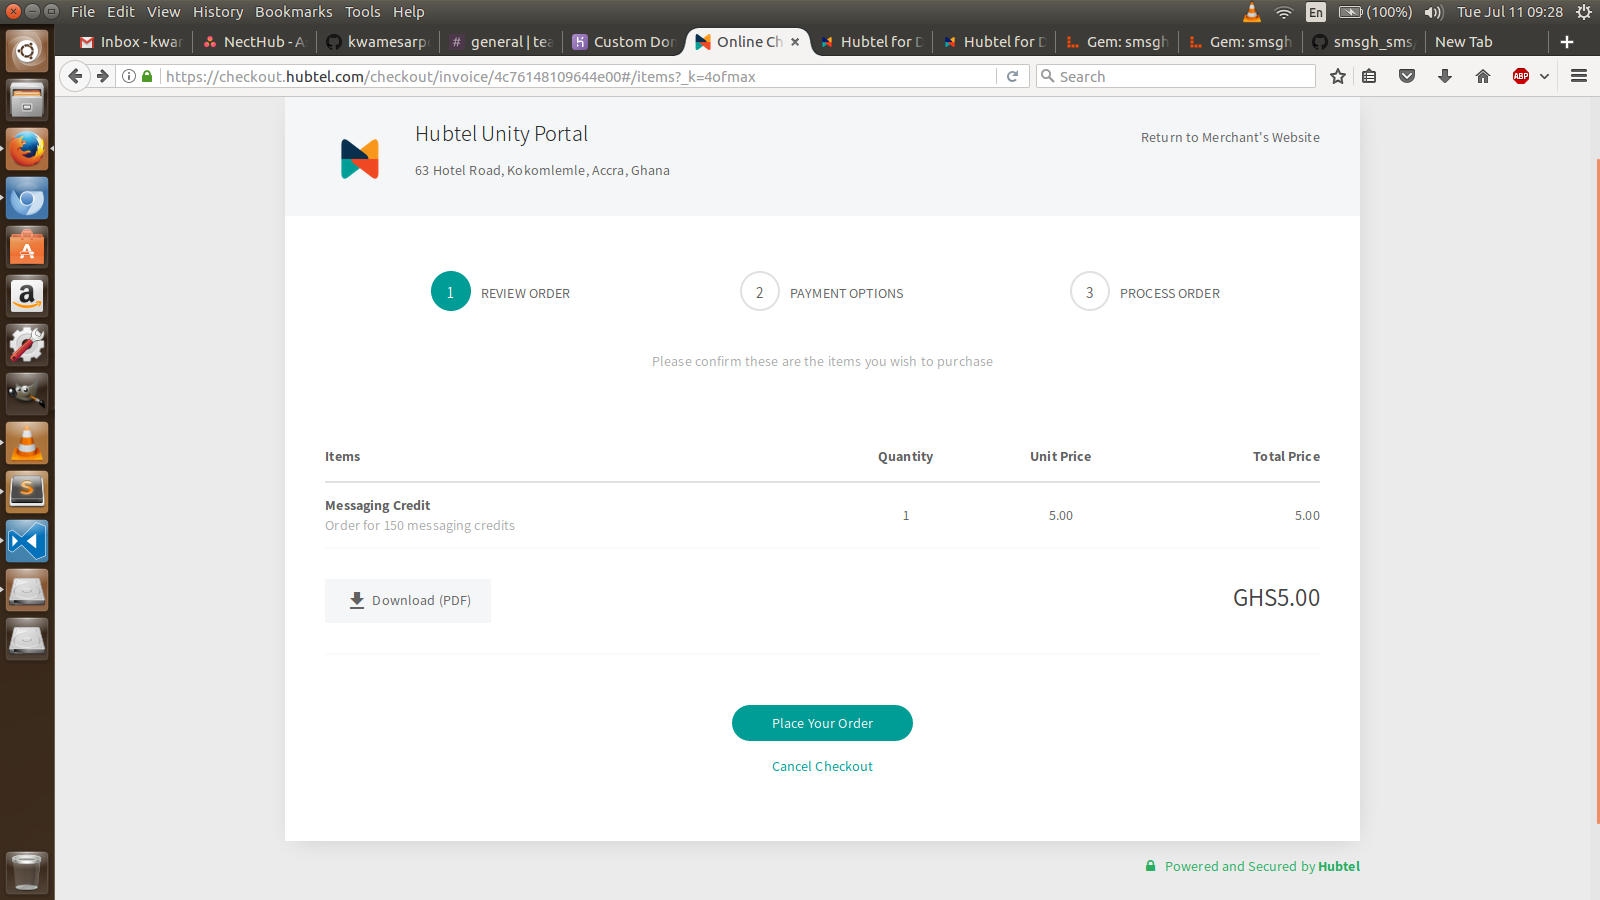 File Edit View History Bookmarks Tools Help
En (100%) Tue Jul 11 09:28
Inbox - kwar NectHub - A kwamesarp general | tea Custom Dor Online Ch Hubtel for D Hubtel for D Gem: smsgh Gem: smsgh smsgh_sms New Tab
https://checkout.hubtel.com/checkout/invoice/4c76148109644e00#/items?_k=4ofmax
Search
ABP
Hubtel Unity Portal
Return to Merchant's Website
63 Hotel Road, Kokomlemle, Accra, Ghana
1 REVIEW ORDER 2 PAYMENT OPTIONS 3 PROCESS ORDER
Please confirm these are the items you wish to purchase
Items Quantity Unit Price Total Price
Messaging Credit
Order for 150 messaging credits
1 5.00 5.00
Download (PDF)
GHS5.00
Place Your Order
Cancel Checkout
Powered and Secured by Hubtel